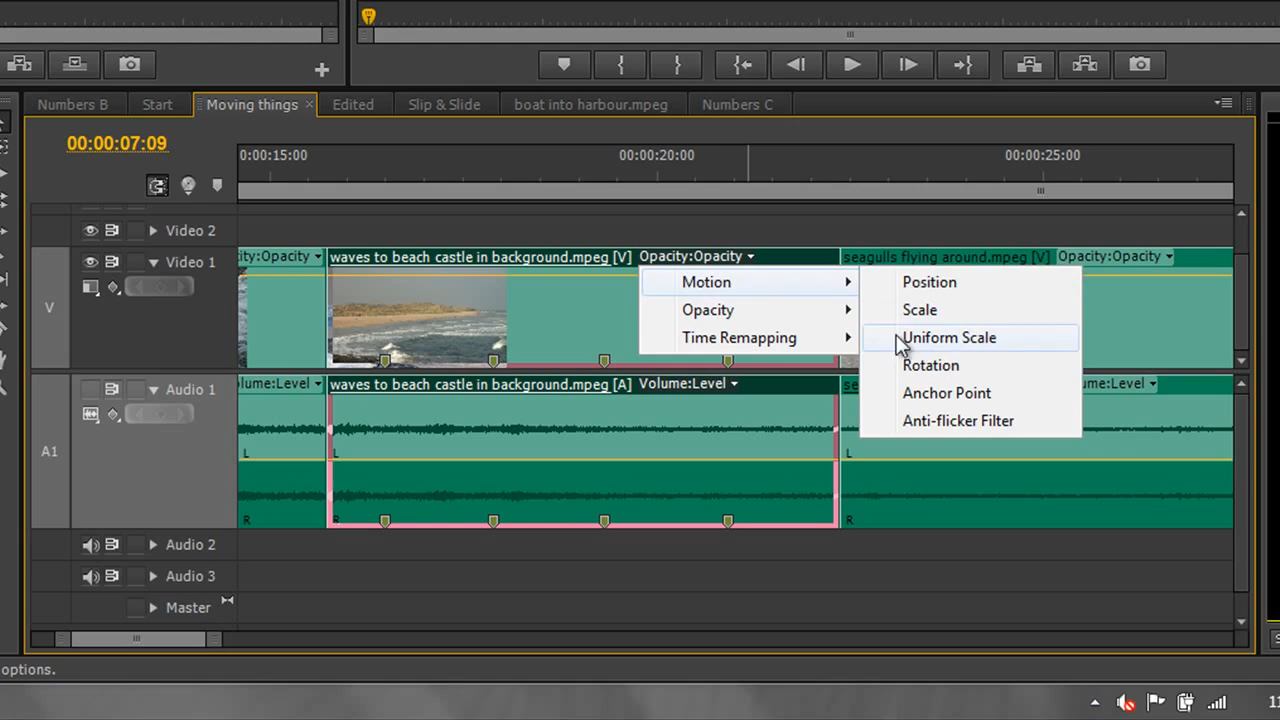 Numbers B Start Moving things × Edited Slip & Slide boat into harbour.mpeg Numbers C
00:00:07:09
0:00:15:00 00:00:20:00 00:00:25:00
Video 2
Video 1
ity:Opacity waves to beach castle in background.mpeg [V] Opacity:Opacity seagulls flying around.mpeg [V] Opacity:Opacity
Motion
Opacity
Time Remapping
Position
Scale
Uniform Scale
Rotation
Anchor Point
Anti-flicker Filter
V
Audio 1
olume:Level waves to beach castle in background.mpeg [A] Volume:Level se ume:Level
L L L
A1
R R R
Audio 2
Audio 3
Master
options.